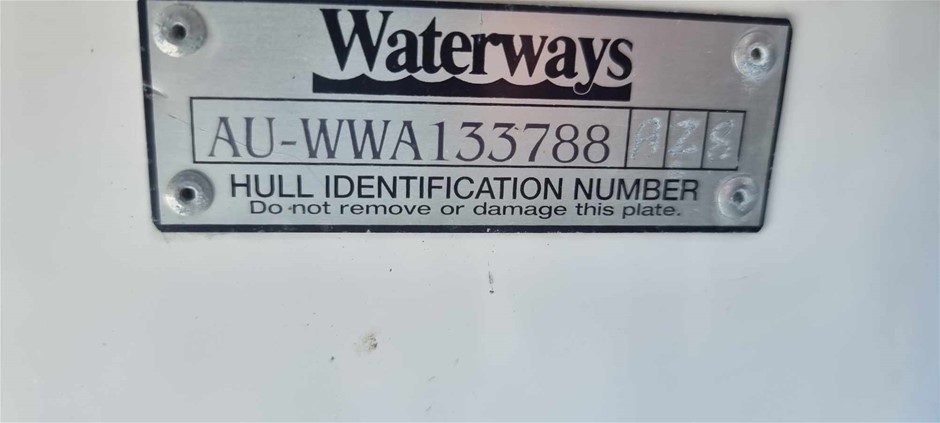 Waterways
AU-WWA133788
HULL IDENTIFICATION NUMBER
Do not remove or damage this plate.